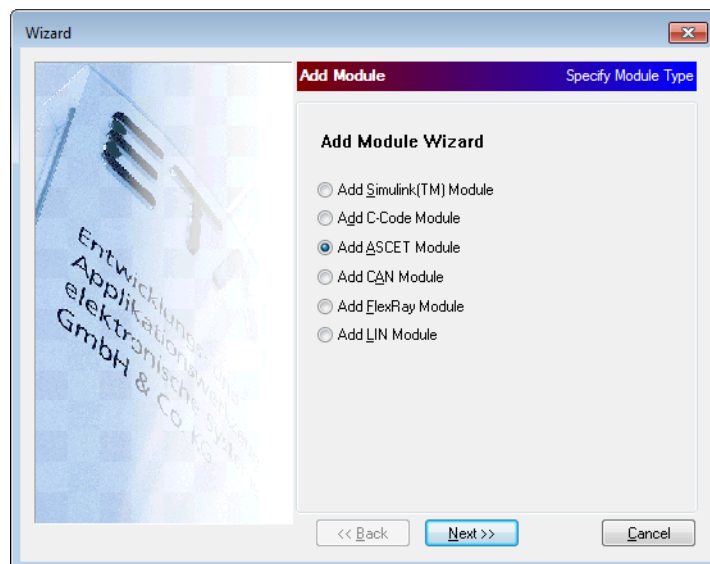 Wizard
Add Module
Specify Module Type
ET
Entwicklungs- und
Applikationswerkzeuge
elektronische Systeme
GmbH & Co. KG
Add Module Wizard
Add Simulink(TM) Module
Add C-Code Module
Add ASCET Module
Add CAN Module
Add FlexRay Module
Add LIN Module
<< Back
Next >>
Cancel